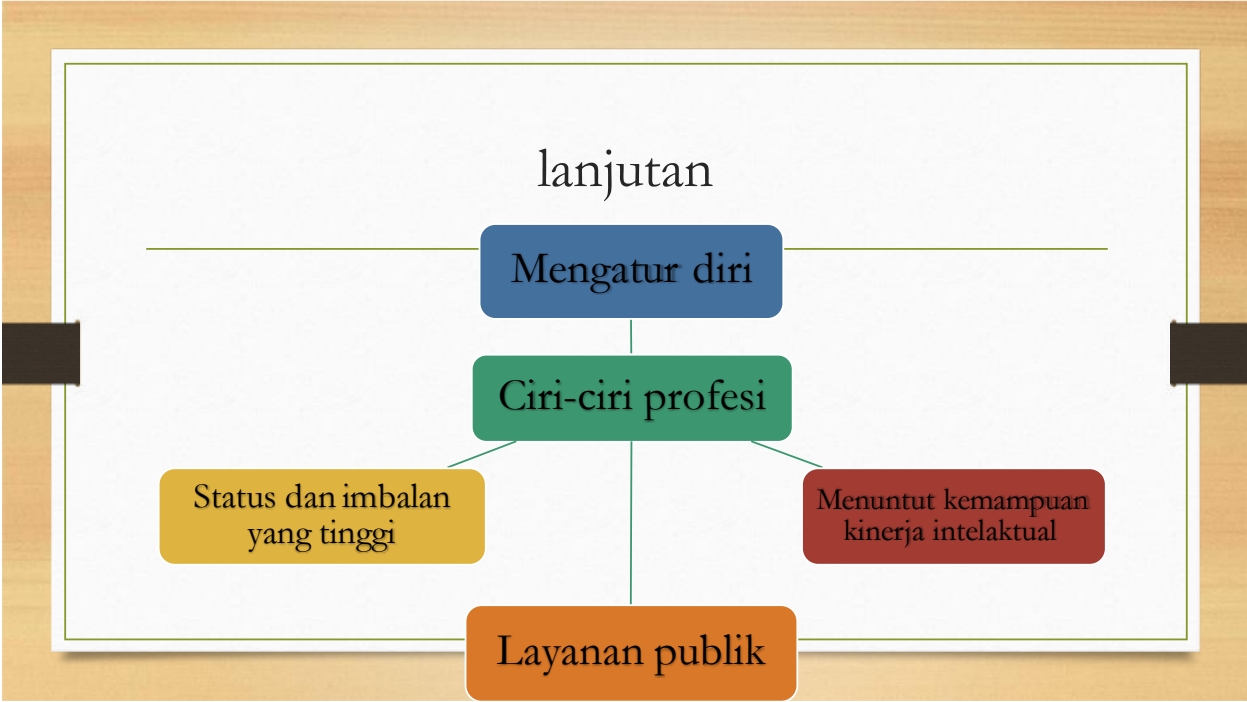 lanjutan
Mengatur diri
Ciri-ciri profesi
Status dan imbalan
yang tinggi
Menuntut kemampuan
kinerja intelaktual
Layanan publik